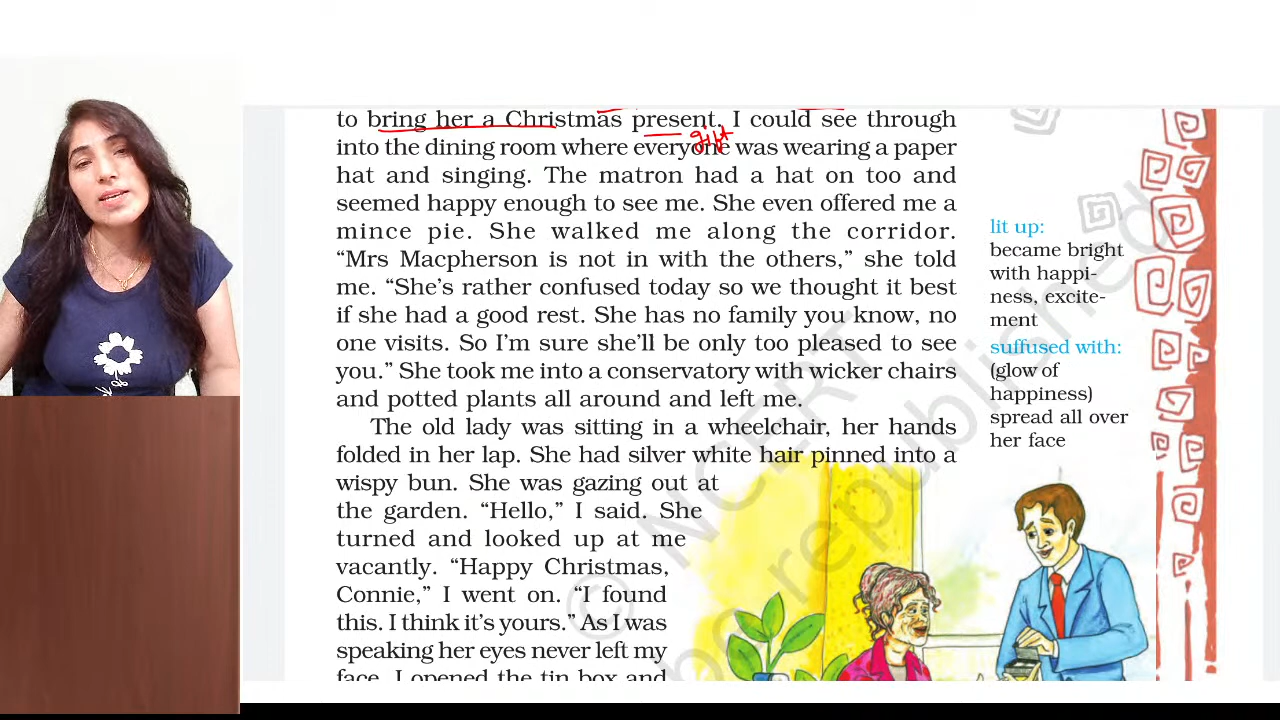 to bring her a Christmas present. I could see through
gift
into the dining room where everyone was wearing a paper
hat and singing. The matron had a hat on too and
seemed happy enough to see me. She even offered me a
mince pie. She walked me along the corridor.
“Mrs Macpherson is not in with the others,” she told
me. “She’s rather confused today so we thought it best
if she had a good rest. She has no family you know, no
one visits. So I’m sure she’ll be only too pleased to see
you.” She took me into a conservatory with wicker chairs
and potted plants all around and left me.
The old lady was sitting in a wheelchair, her hands
folded in her lap. She had silver white hair pinned into a
wispy bun. She was gazing out at
the garden. “Hello,” I said. She
turned and looked up at me
vacantly. “Happy Christmas,
Connie,” I went on. “I found
this. I think it’s yours.” As I was
speaking her eyes never left my
face. I opened the tin box and
lit up:
became bright
with happi-
ness, excite-
ment
suffused with:
(glow of
happiness)
spread all over
her face
© NCERT
be republished